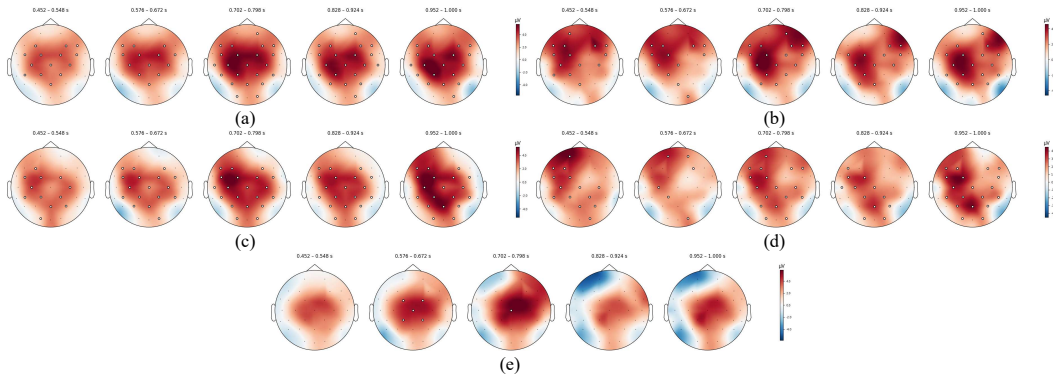 0.452 – 0.548 s 0.576 – 0.672 s 0.702 – 0.798 s 0.828 – 0.924 s 0.952 – 1.000 s μV
0.452 – 0.548 s 0.576 – 0.672 s 0.702 – 0.798 s 0.828 – 0.924 s 0.952 – 1.000 s
(a) (b)
0.452 – 0.548 s 0.576 – 0.672 s 0.702 – 0.798 s 0.828 – 0.924 s 0.952 – 1.000 s μV
0.452 – 0.548 s 0.576 – 0.672 s 0.702 – 0.798 s 0.828 – 0.924 s 0.952 – 1.000 s
(c) (d)
0.452 – 0.548 s 0.576 – 0.672 s 0.702 – 0.798 s 0.828 – 0.924 s 0.952 – 1.000 s μV
(e)